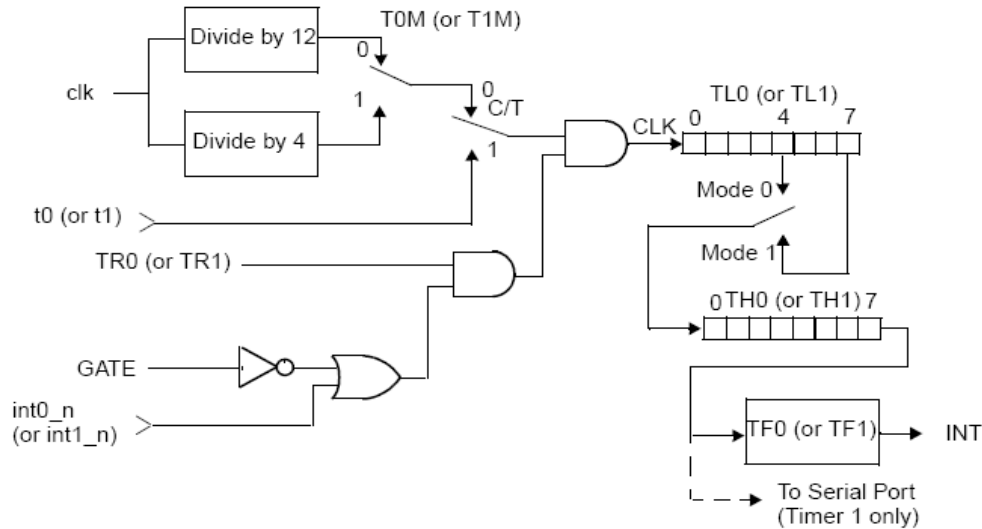 T0M (or T1M)
Divide by 12
0
clk
1
0
C/T
Divide by 4
1
t0 (or t1)
CLK
TL0 (or TL1)
0 4 7
Mode 0
Mode 1
TR0 (or TR1)
0 TH0 (or TH1) 7
GATE
int0_n
(or int1_n)
TF0 (or TF1)
INT
To Serial Port
(Timer 1 only)